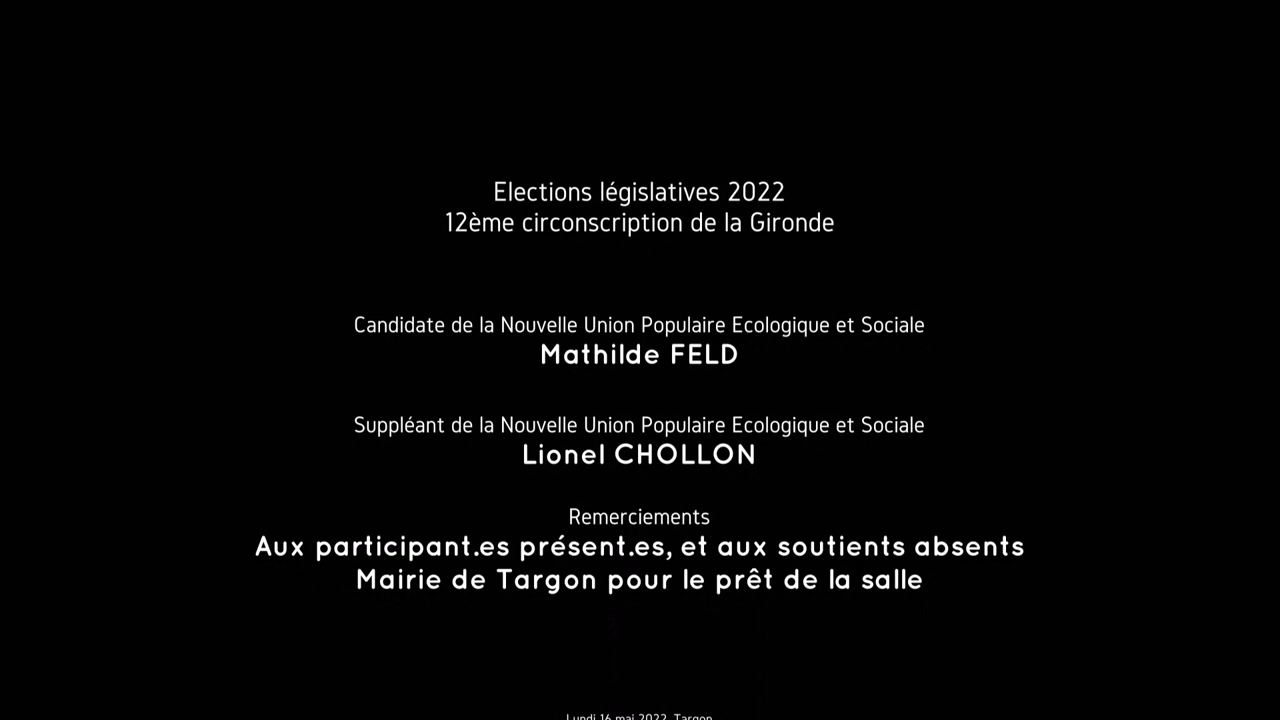 Elections législatives 2022
12ème circonscription de la Gironde
Candidate de la Nouvelle Union Populaire Ecologique et Sociale
Mathilde FELD
Suppléant de la Nouvelle Union Populaire Ecologique et Sociale
Lionel CHOLLON
Remerciements
Aux participant.es présent.es, et aux soutients absents
Mairie de Targon pour le prêt de la salle
Lundi 16 mai 2022, Targon